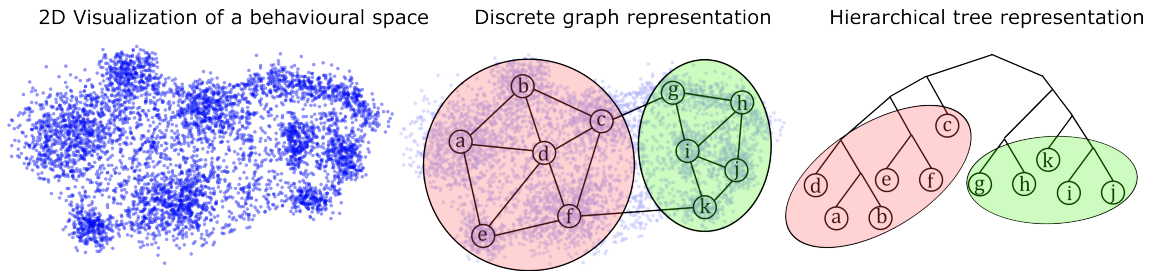 2D Visualization of a behavioural space
Discrete graph representation
Hierarchical tree representation
b
g
h
c
a
d
i
j
k
f
e
c
k
d
e
f
g
h
i
j
a
b